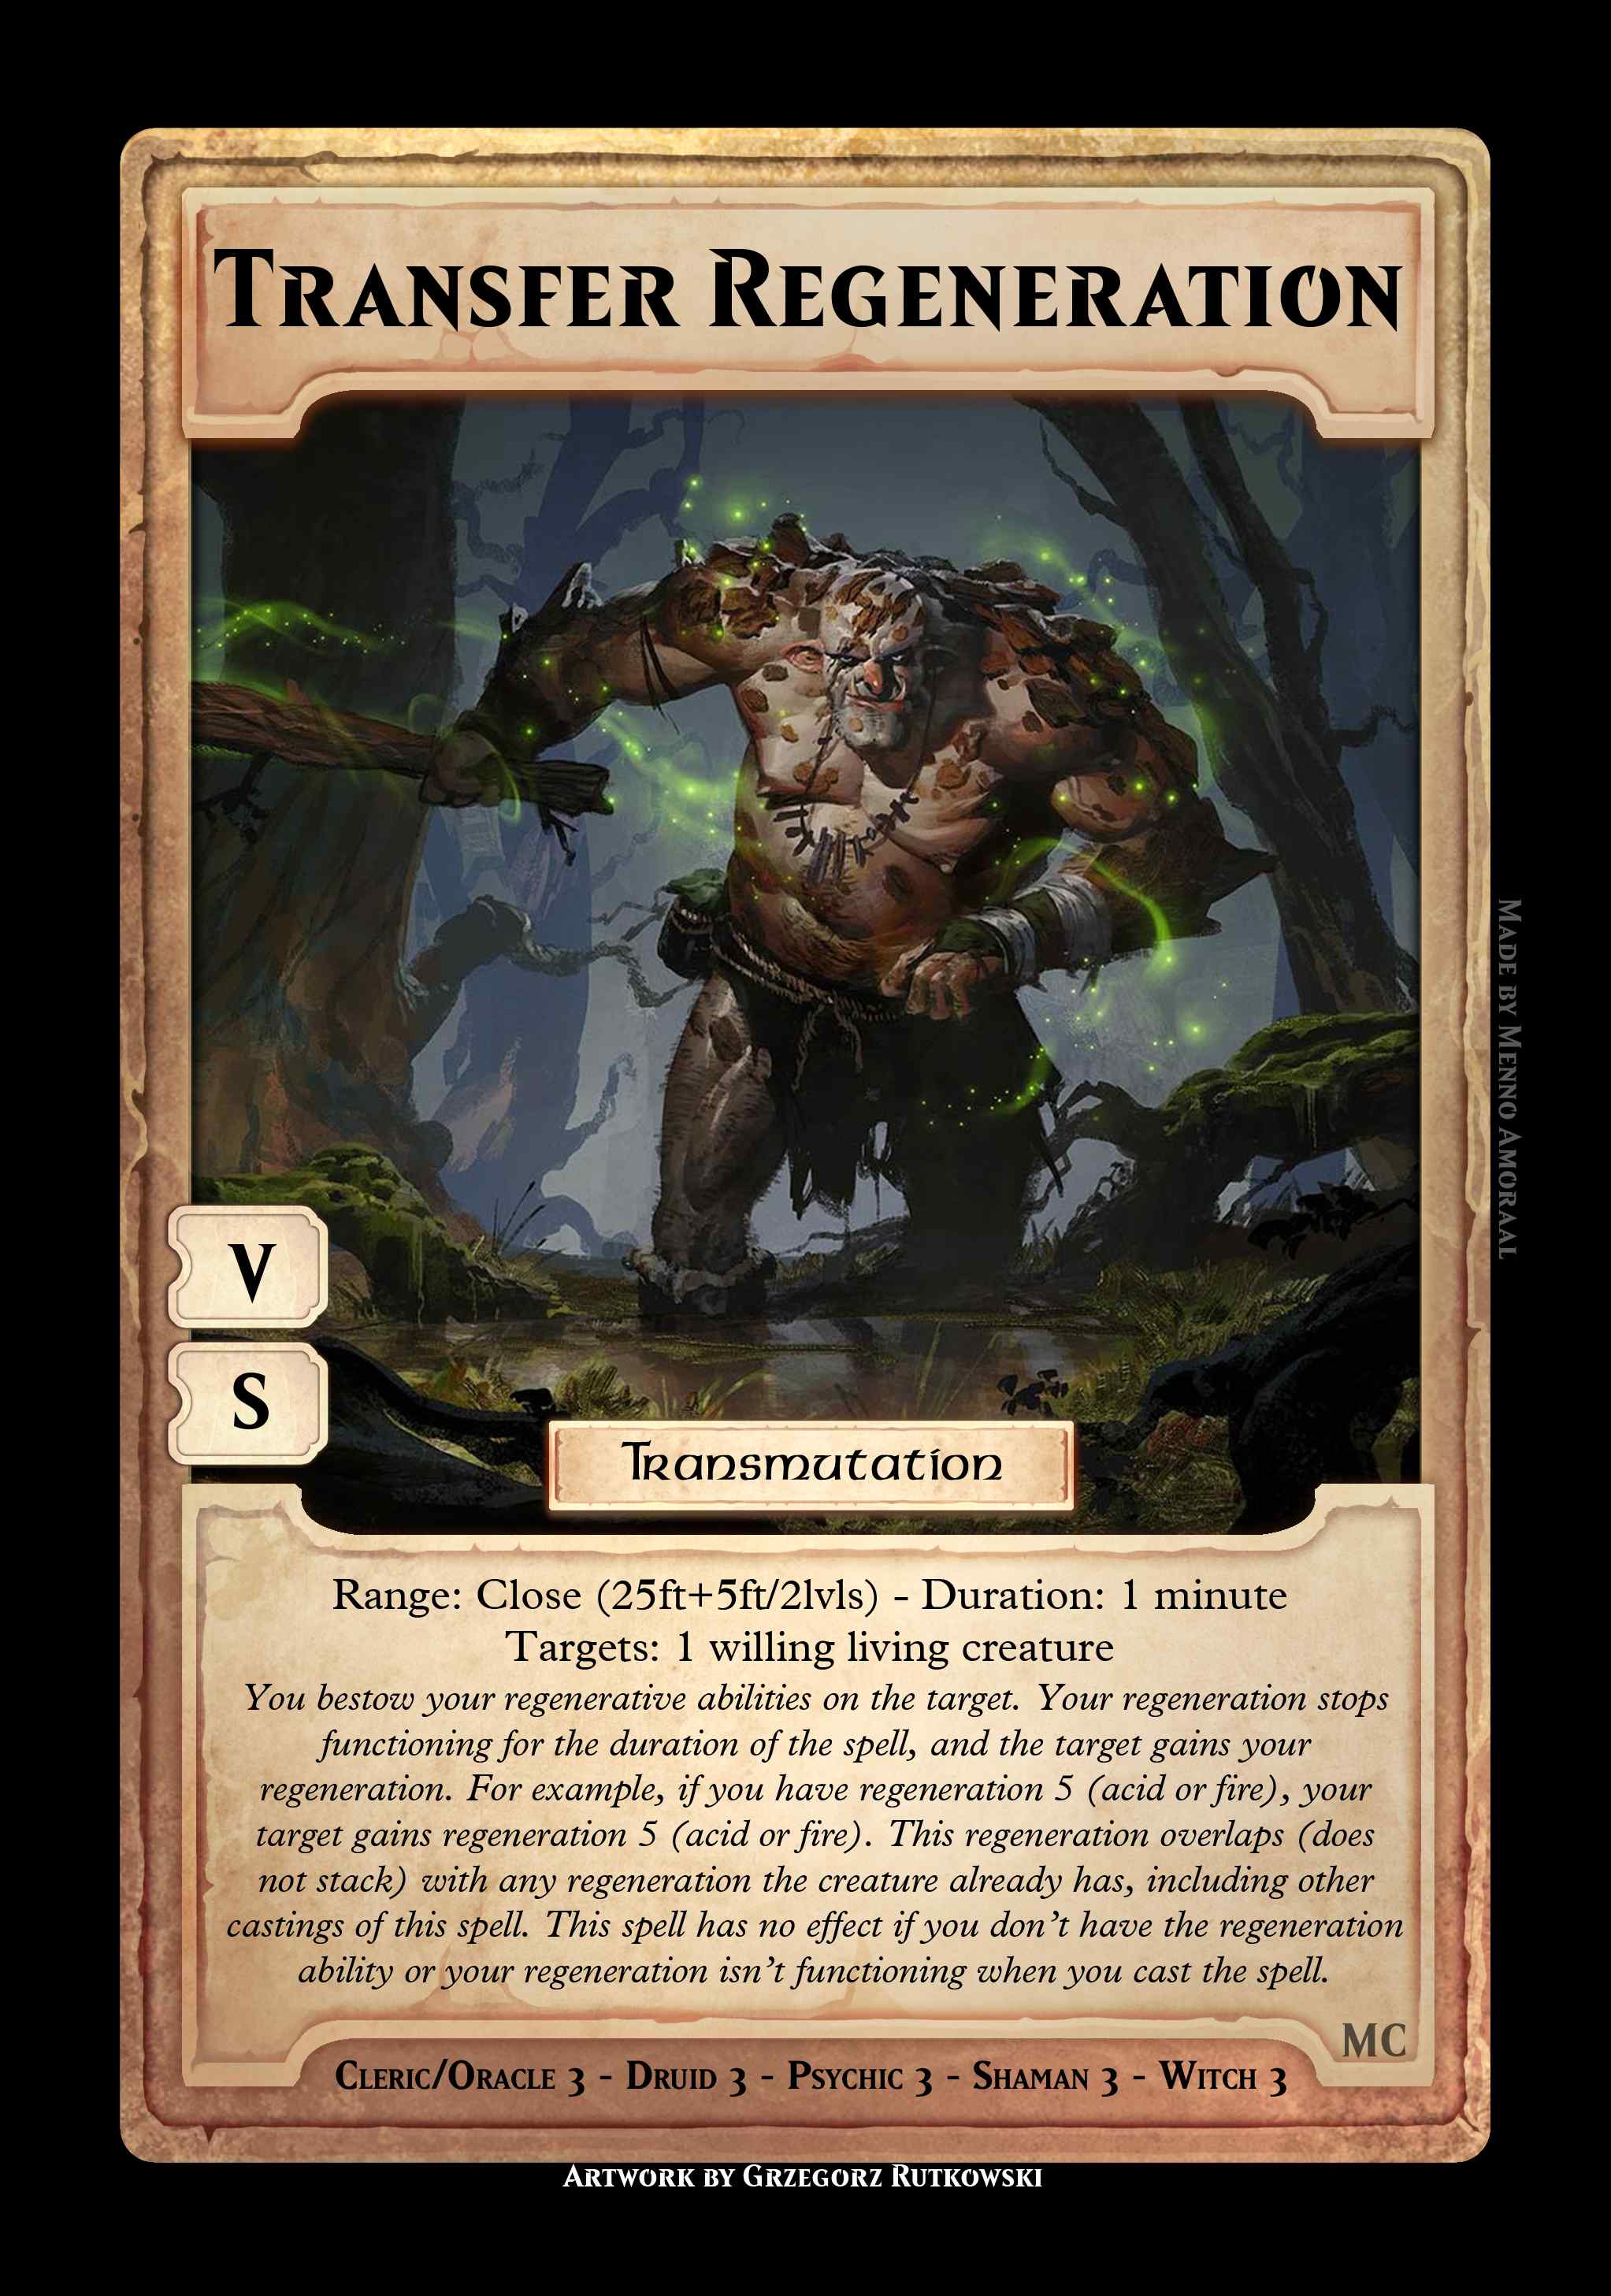 Transfer Regeneration
V
S
Transmutation
Range: Close (25ft+5ft/2lvls) - Duration: 1 minute
Targets: 1 willing living creature
You bestow your regenerative abilities on the target. Your regeneration stops
functioning for the duration of the spell, and the target gains your
regeneration. For example, if you have regeneration 5 (acid or fire), your
target gains regeneration 5 (acid or fire). This regeneration overlaps (does
not stack) with any regeneration the creature already has, including other
castings of this spell. This spell has no effect if you don't have the regeneration
ability or your regeneration isn't functioning when you cast the spell.
MC
Cleric/Oracle 3 - Druid 3 - Psychic 3 - Shaman 3 - Witch 3
Artwork by Grzegorz Rutkowski
Made by Menno Amoraal